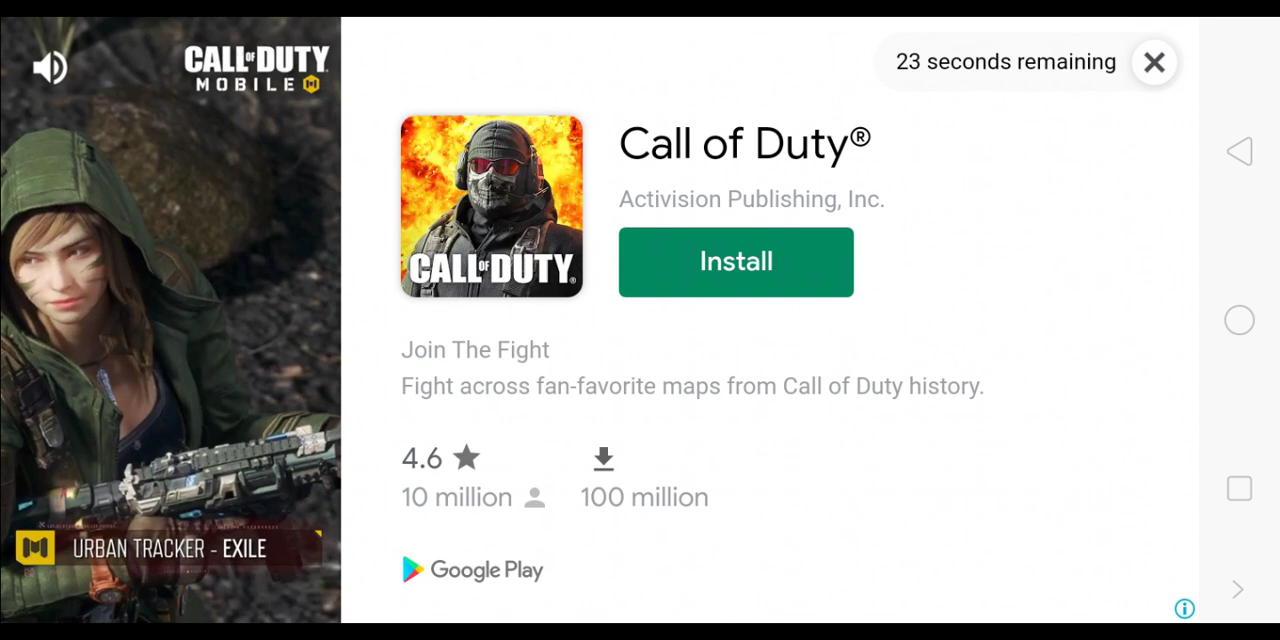 CALL OF DUTY
MOBILE
23 seconds remaining
CALL OF DUTY®
Call of Duty®
Activision Publishing, Inc.
Install
Join The Fight
Fight across fan-favorite maps from Call of Duty history.
4.6
10 million
100 million
URBAN TRACKER - EXILE
Google Play